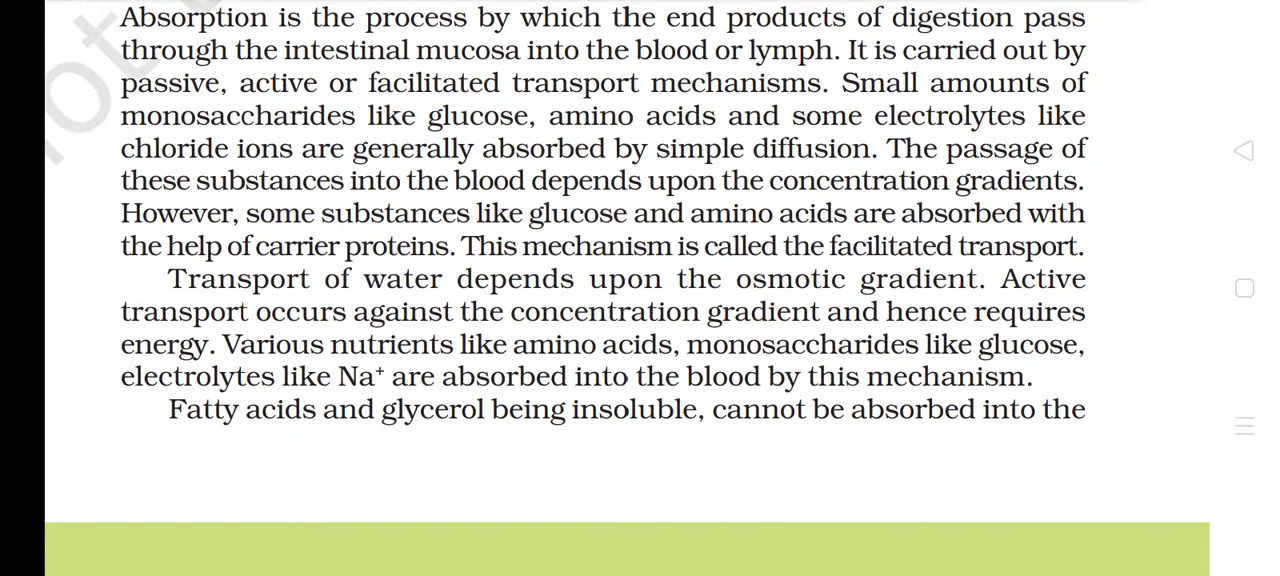 Absorption is the process by which the end products of digestion pass
through the intestinal mucosa into the blood or lymph. It is carried out by
passive, active or facilitated transport mechanisms. Small amounts of
monosaccharides like glucose, amino acids and some electrolytes like
chloride ions are generally absorbed by simple diffusion. The passage of
these substances into the blood depends upon the concentration gradients.
However, some substances like glucose and amino acids are absorbed with
the help of carrier proteins. This mechanism is called the facilitated transport.
Transport of water depends upon the osmotic gradient. Active
transport occurs against the concentration gradient and hence requires
energy. Various nutrients like amino acids, monosaccharides like glucose,
electrolytes like Na⁺ are absorbed into the blood by this mechanism.
Fatty acids and glycerol being insoluble, cannot be absorbed into the